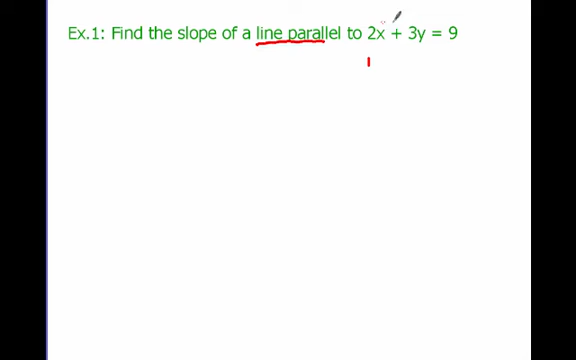 Ex.1: Find the slope of a line parallel to 2x + 3y = 9